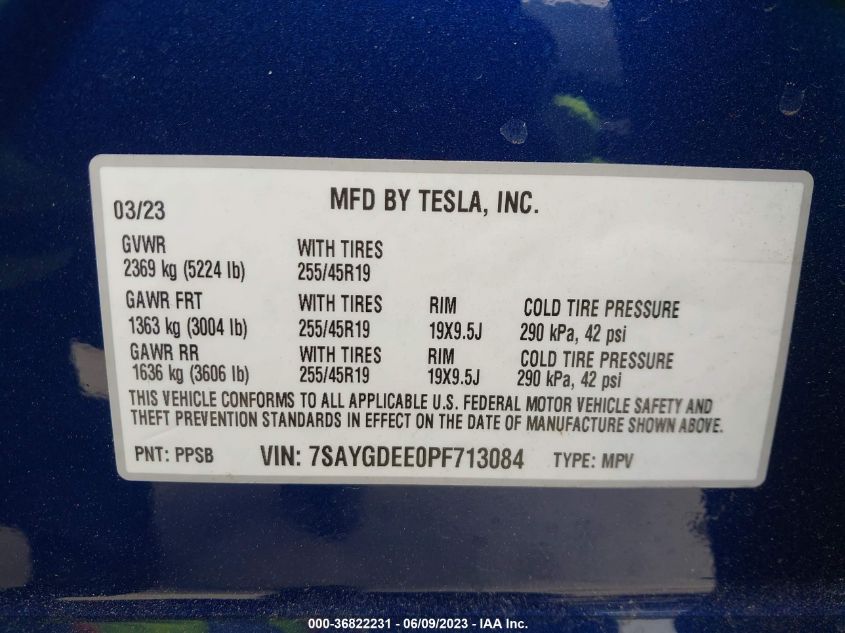 03/23 MFD BY TESLA, INC.
GVWR WITH TIRES
2369 kg (5224 lb) 255/45R19
GAWR FRT WITH TIRES RIM COLD TIRE PRESSURE
1363 kg (3004 lb) 255/45R19 19X9.5J 290 kPa, 42 psi
GAWR RR WITH TIRES RIM COLD TIRE PRESSURE
1636 kg (3606 lb) 255/45R19 19X9.5J 290 kPa, 42 psi
THIS VEHICLE CONFORMS TO ALL APPLICABLE U.S. FEDERAL MOTOR VEHICLE SAFETY AND
THEFT PREVENTION STANDARDS IN EFFECT ON THE DATE OF MANUFACTURE SHOWN ABOVE.
PNT: PPSB VIN: 7SAYGDEE0PF713084 TYPE: MPV
000-36822231 - 06/09/2023 - IAA Inc.